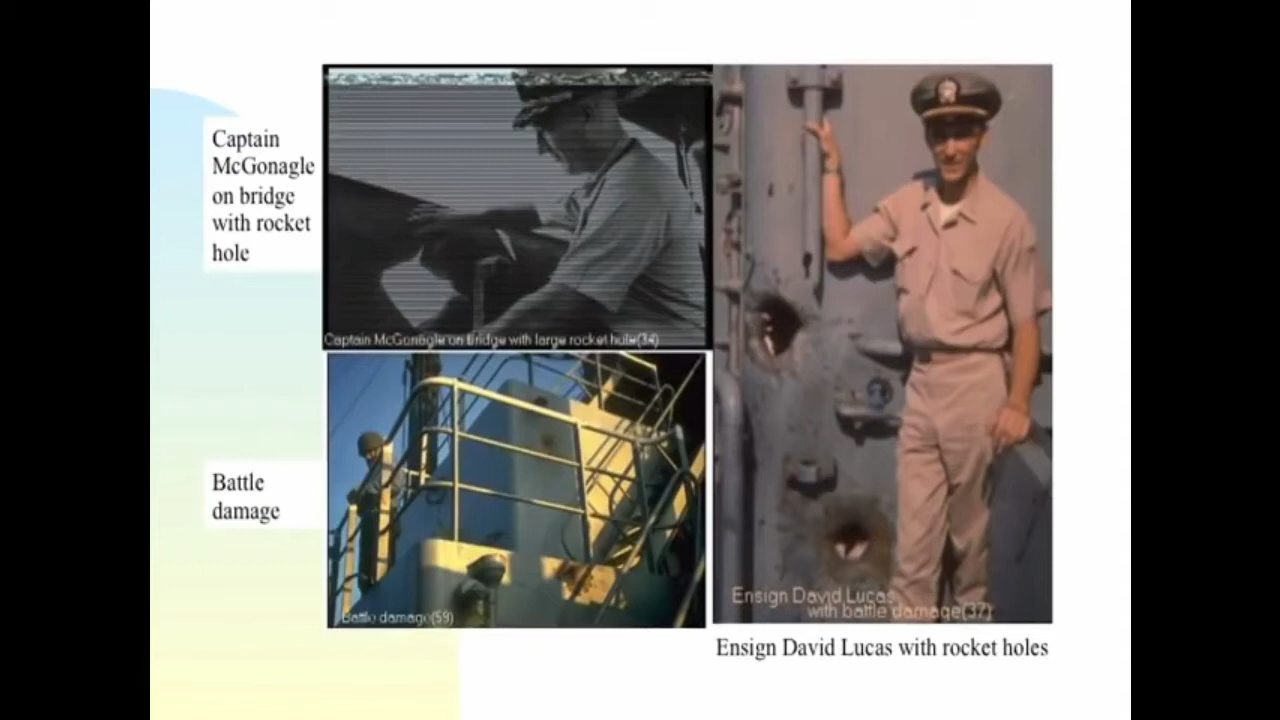 Captain
McGonagle
on bridge
with rocket
hole
Captain McGonagle on bridge with large rocket hole(34)
Battle
damage
Battle damage(59)
Ensign David Lucas
with battle damage(37)
Ensign David Lucas with rocket holes